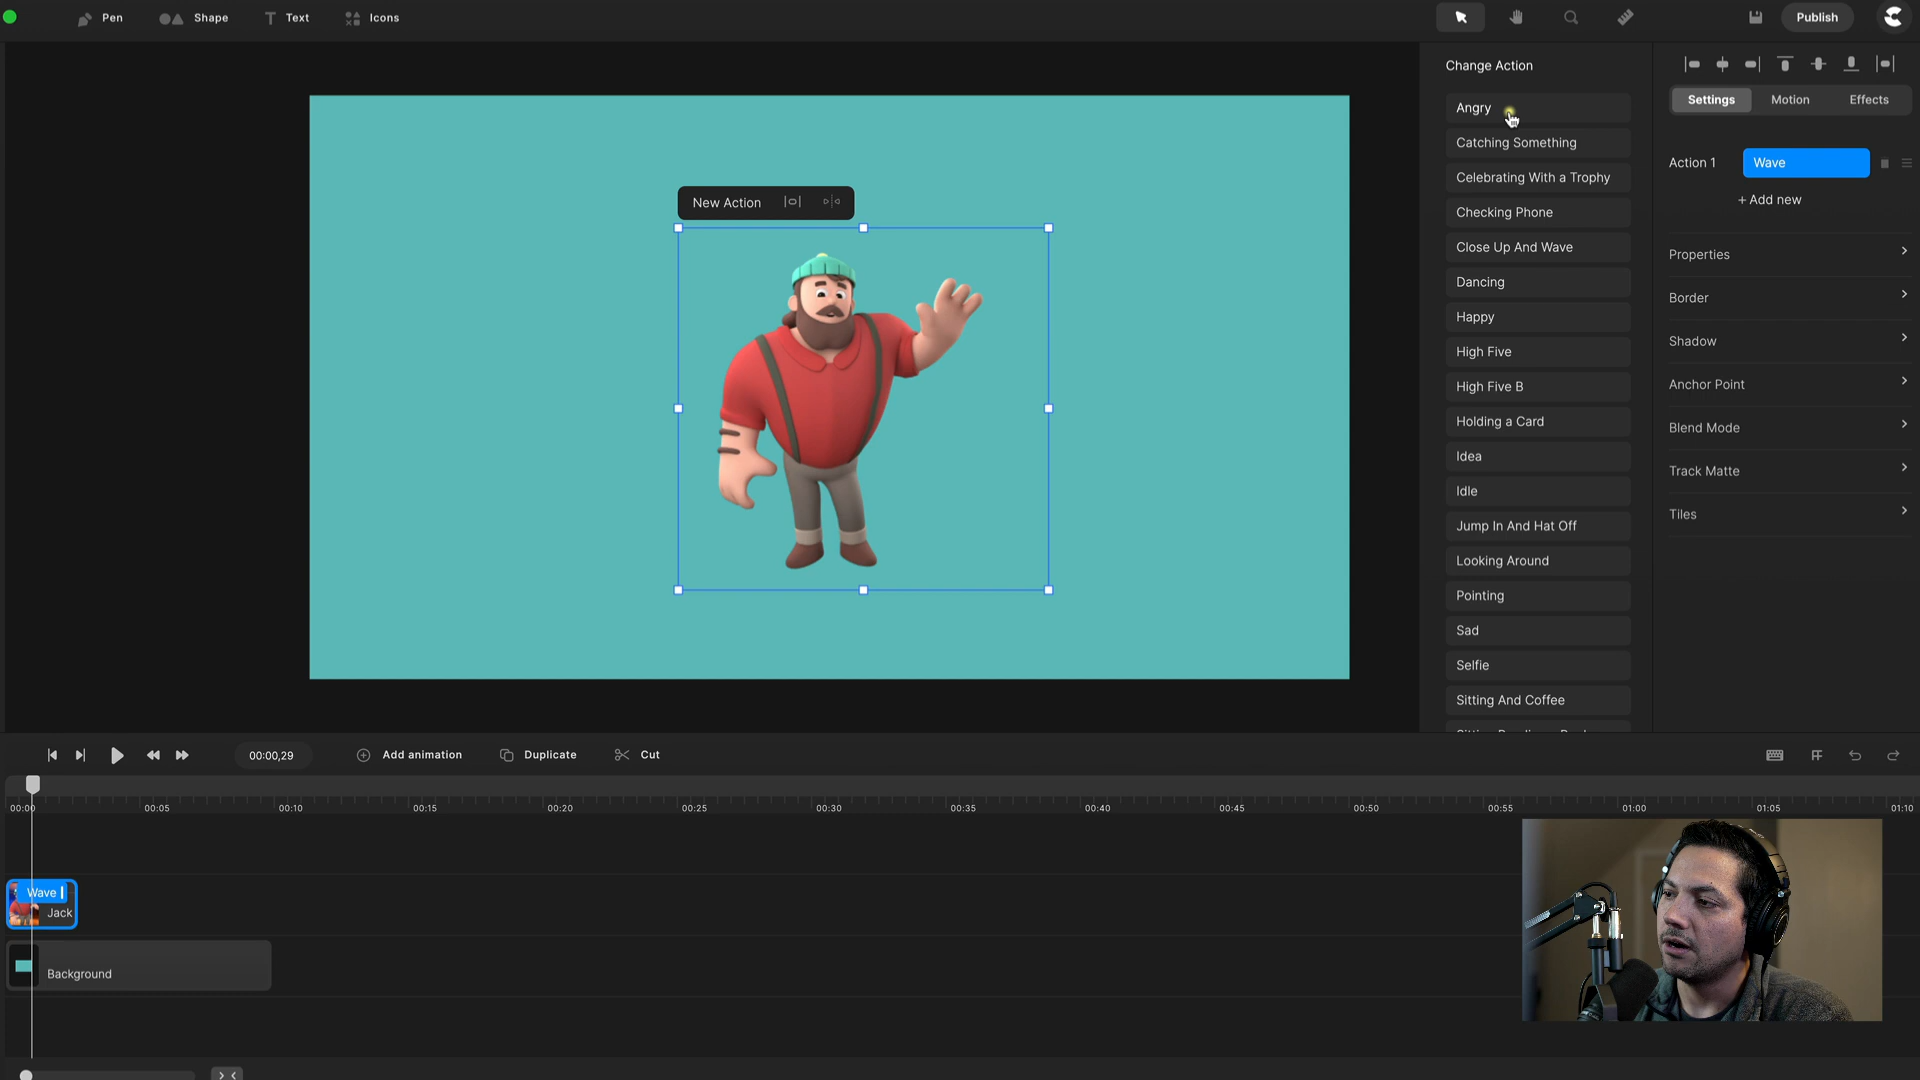 Pen
Shape
Text
Icons
Publish
Change Action
Angry
Catching Something
Celebrating With a Trophy
Checking Phone
Close Up And Wave
Dancing
Happy
High Five
High Five B
Holding a Card
Idea
Idle
Jump In And Hat Off
Looking Around
Pointing
Sad
Selfie
Sitting And Coffee
Settings
Motion
Effects
Action 1
Wave
+ Add new
Properties
Border
Shadow
Anchor Point
Blend Mode
Track Matte
Tiles
New Action
00:00,29
Add animation
Duplicate
Cut
00:00
00:05
00:10
00:15
00:20
00:25
00:30
00:35
00:40
00:45
00:50
00:55
01:00
01:05
01:10
Wave
Jack
Background